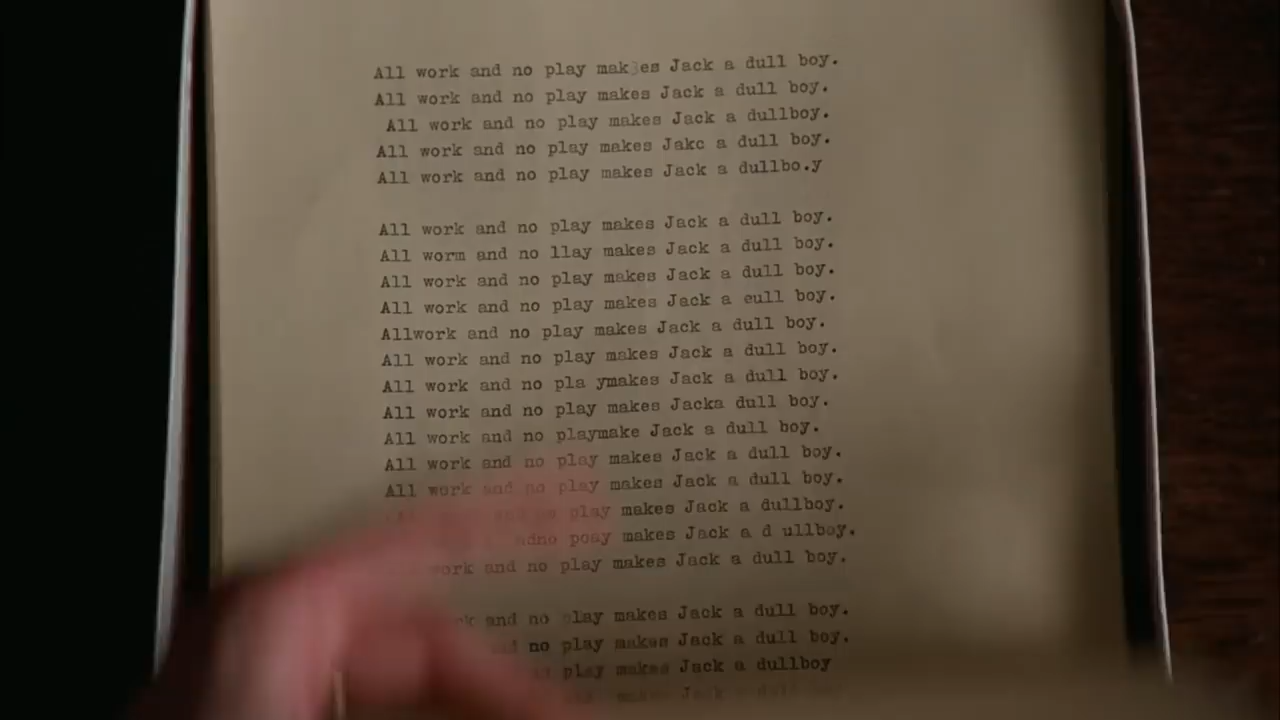 All work and no play mak es Jack a dull boy.
All work and no play makes Jack a dull boy.
All work and no play makes Jack a dullboy.
All work and no play makes Jakc a dull boy.
All work and no play makes Jack a dullbo.y
All work and no play makes Jack a dull boy.
All worm and no llay makes Jack a dull boy.
All work and no play makes Jack a dull boy.
All work and no play makes Jack a eull boy.
Allwork and no play makes Jack a dull boy.
All work and no play makes Jack a dull boy.
All work and no pla ymakes Jack a dull boy.
All work and no play makes Jacka dull boy.
All work and no playmake Jack a dull boy.
All work and no play makes Jack a dull boy.
All work and no play makes Jack a dull boy.
play makes Jack a dullboy.
adno poay makes Jack a d ullboy.
work and no play makes Jack a dull boy.
and no play makes Jack a dull boy.
no play makes Jack a dull boy.
play makes Jack a dullboy
makes Jack a dull